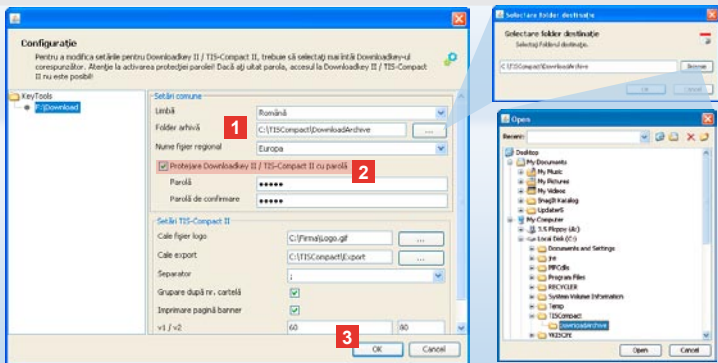 Configurație
Pentru a modifica setările pentru Downloadkey II / TIS-Compact II, trebuie să selectați mai întâi Downloadkey-ul
corespunzător. Atenție la activarea protecției parolei! Dacă ați uitat parola, accesul la Downloadkey II / TIS-Compact
II nu este posibil!
KeyTools
F:\Download
Setări comune
Limbă
Română
Folder arhivă
1
C:\TISCompact\DownloadArchive
...
Nume fișier regional
Europa
Protejare Downloadkey II / TIS-Compact II cu parolă
2
Parolă
•••••
Parolă de confirmare
•••••
Setări TIS-Compact II
Cale fișier logo
C:\Firma\Logo.gif
...
Cale export
C:\TISCompact\Export
...
Separator
;
Grupare după nr. cartelă
Imprimare pagină banner
v1 / v2
60
80
3
OK
Cancel
Selectare folder destinație
Selectare folder destinație
Selectați folderul destinație.
C:\TISCompact\DownloadArchive
Browse
OK
Cancel
Open
Recent:
Desktop
My Documents
My Music
My Pictures
My Videos
SnagIt Katalog
Updater5
My Computer
3.5 Floppy (A:)
Local Disk (C:)
Documents and Settings
jre
Program Files
RECYCLER
System Volume Information
Temp
TISCompact
DownloadArchive
Open
Cancel